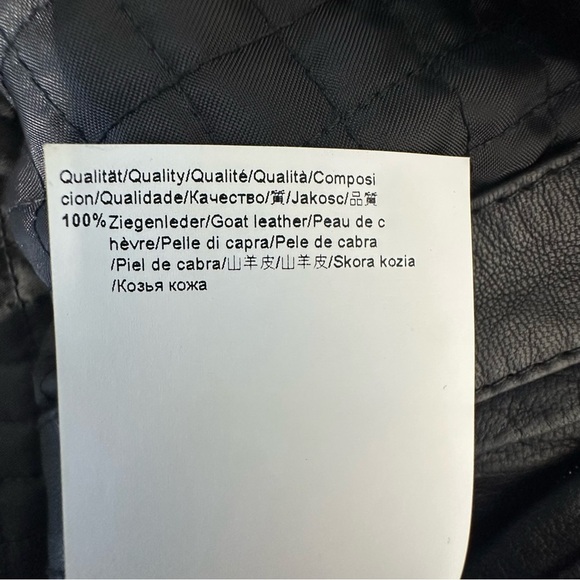 Qualität/Quality/Qualité/Qualità/Composi
cion/Qualidade/Качество/質/Jakosc/品質
100% Ziegenleder/Goat leather/Peau de c
hèvre/Pelle di capra/Pele de cabra
/Piel de cabra/山羊皮/山羊皮/Skora kozia
/Козья кожа